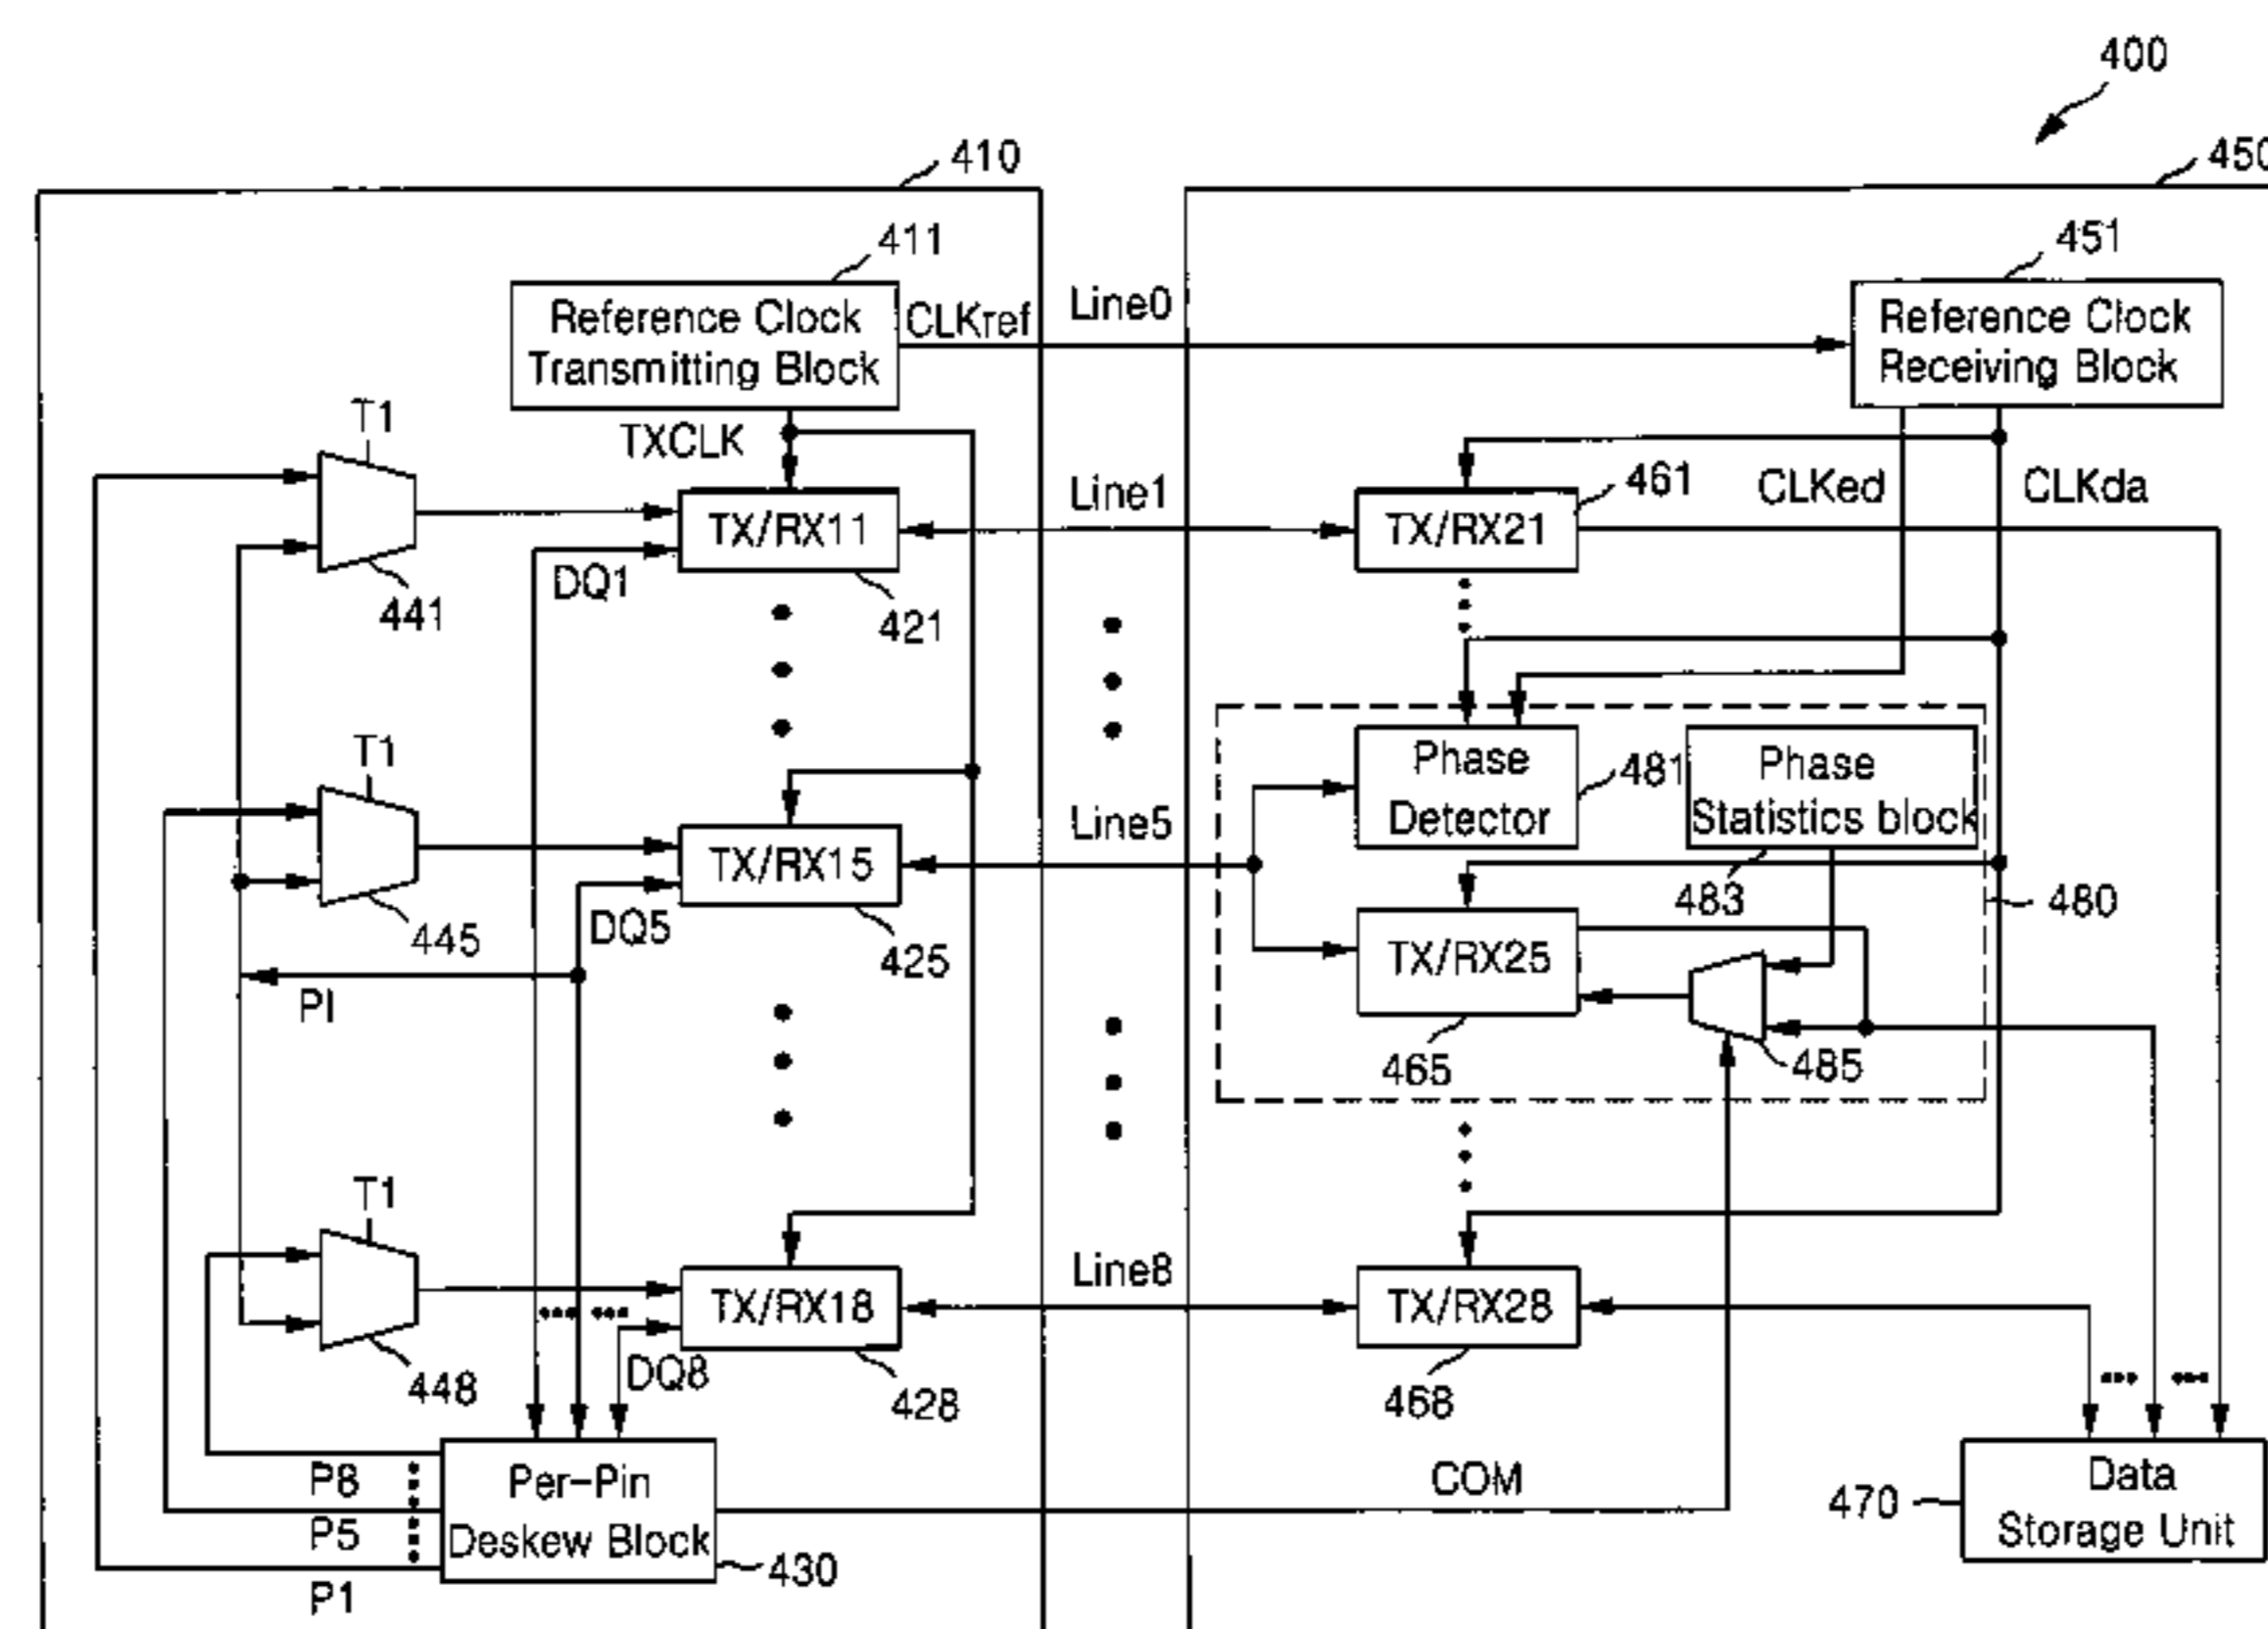 400
410
450
411
451
Reference Clock
Transmitting Block
CLKref
Line0
Reference Clock
Receiving Block
T1
TXCLK
Line1
461
CLKed
CLKda
TX/RX11
TX/RX21
DQ1
441
421
T1
Phase
Detector
481
Phase
Statistics block
Line5
TX/RX15
483
480
DQ5
445
425
TX/RX25
PI
465
485
T1
Line8
TX/RX18
TX/RX28
DQ8
448
428
468
P8
Per-Pin
Deskew Block
COM
470
Data
Storage Unit
P5
430
P1